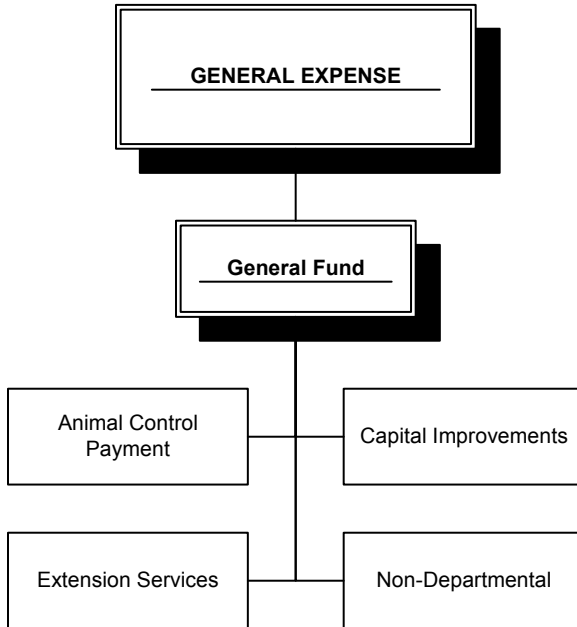 GENERAL EXPENSE
General Fund
Animal Control
Payment
Capital Improvements
Extension Services
Non-Departmental